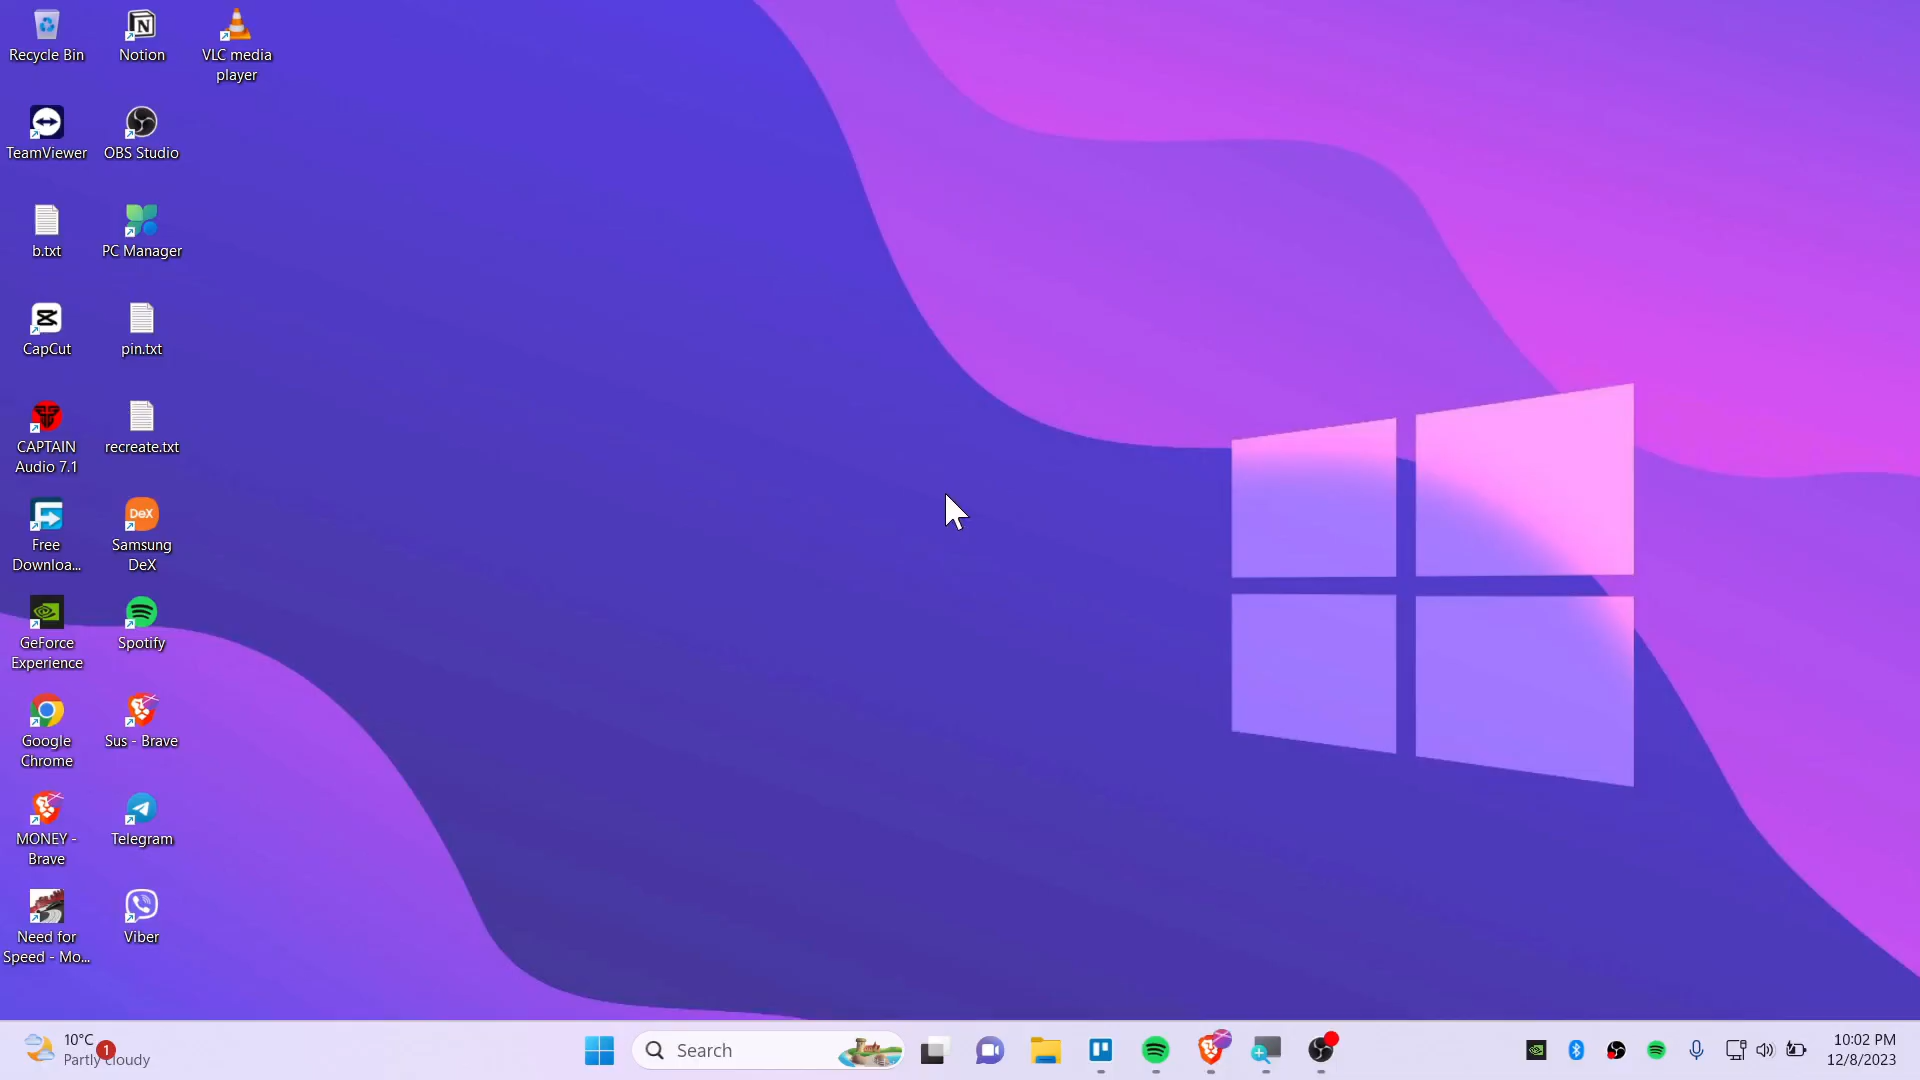 Recycle Bin
Notion
VLC media
player
TeamViewer
OBS Studio
b.txt
PC Manager
CapCut
pin.txt
CAPTAIN
Audio 7.1
recreate.txt
Free
Downloa...
DeX
Samsung
DeX
GeForce
Experience
Spotify
Google
Chrome
Sus - Brave
MONEY -
Brave
Telegram
Need for
Speed - Mo...
Viber
10°C
Partly cloudy
1
Search
10:02 PM
12/8/2023